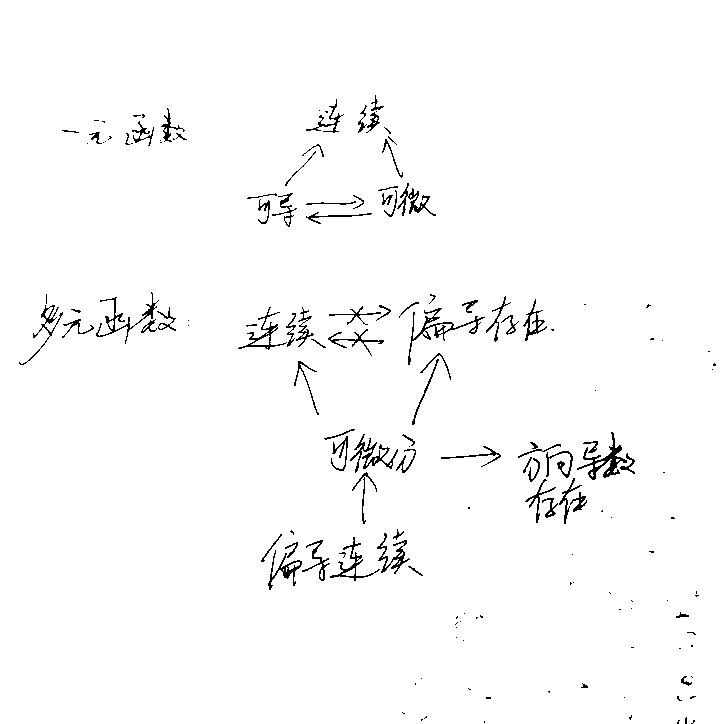 一元函数 连续
可导 可微
多元函数 连续 偏导存在
可微分 方向导数
存在
偏导连续